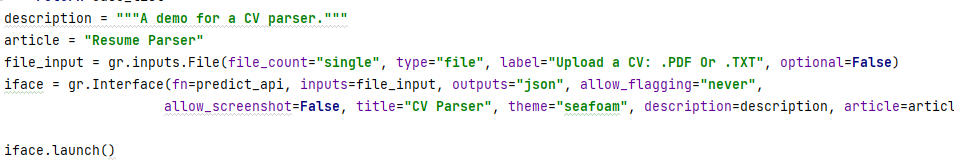 description = """A demo for a CV parser."""
article = "Resume Parser"
file_input = gr.inputs.File(file_count="single", type="file", label="Upload a CV: .PDF Or .TXT", optional=False)
iface = gr.Interface(fn=predict_api, inputs=file_input, outputs="json", allow_flagging="never",
allow_screenshot=False, title="CV Parser", theme="seafoam", description=description, article=articl
iface.launch()